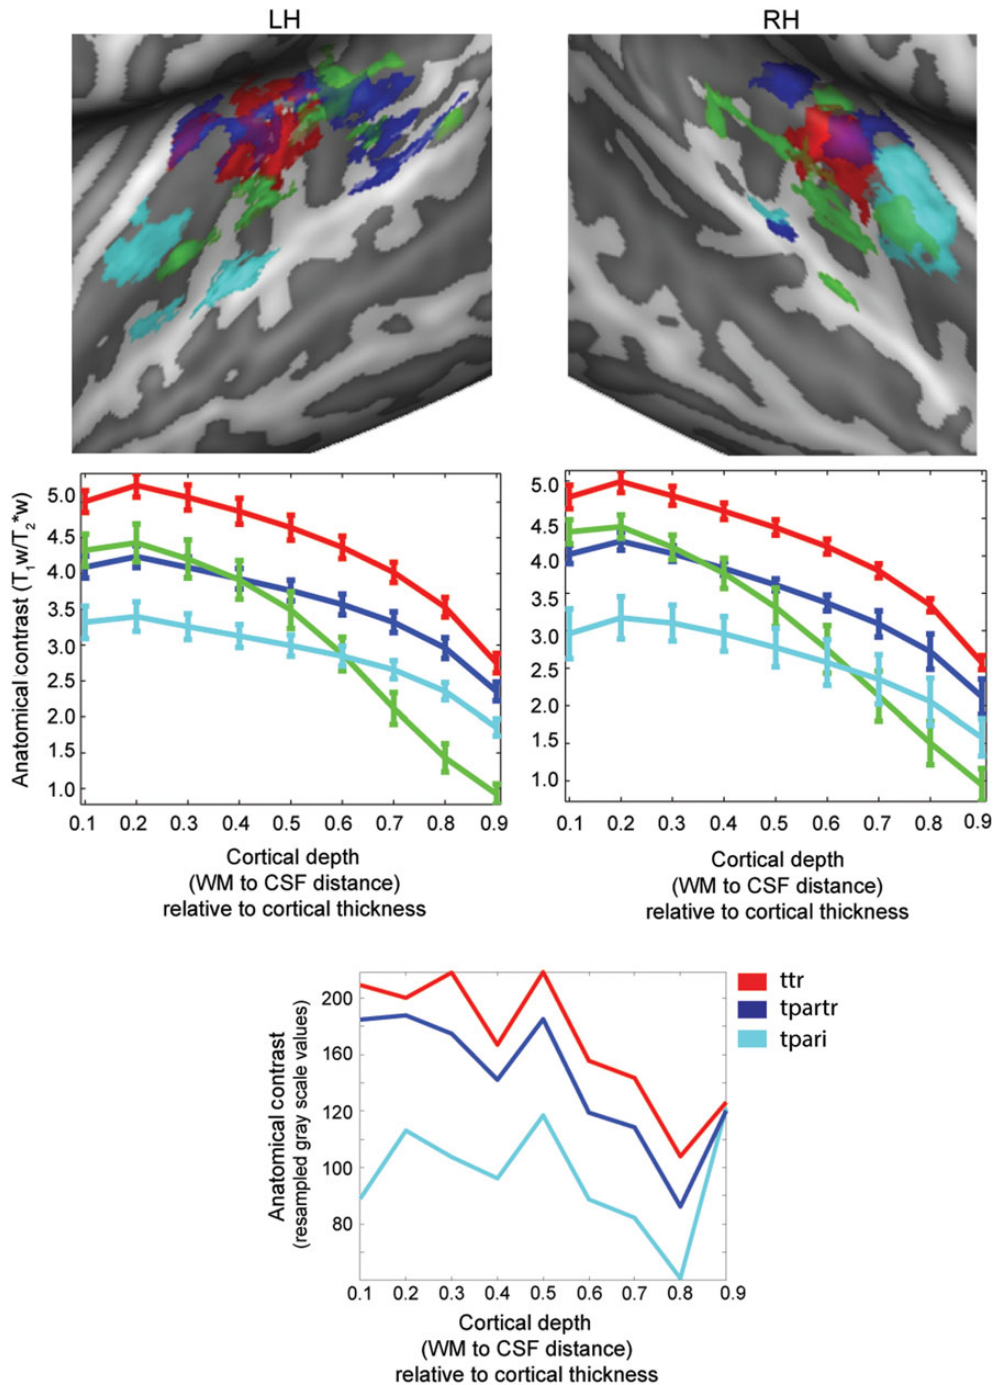 LH
RH
Anatomical contrast (T1w/T2*w)
5.0
4.5
4.0
3.5
3.0
2.5
2.0
1.5
1.0
0.1 0.2 0.3 0.4 0.5 0.6 0.7 0.8 0.9
Cortical depth
(WM to CSF distance)
relative to cortical thickness
5.0
4.5
4.0
3.5
3.0
2.5
2.0
1.5
1.0
0.1 0.2 0.3 0.4 0.5 0.6 0.7 0.8 0.9
Cortical depth
(WM to CSF distance)
relative to cortical thickness
Anatomical contrast
(resampled gray scale values)
200
160
120
100
80
0.1 0.2 0.3 0.4 0.5 0.6 0.7 0.8 0.9
Cortical depth
(WM to CSF distance)
relative to cortical thickness
ttr
tpartr
tpari